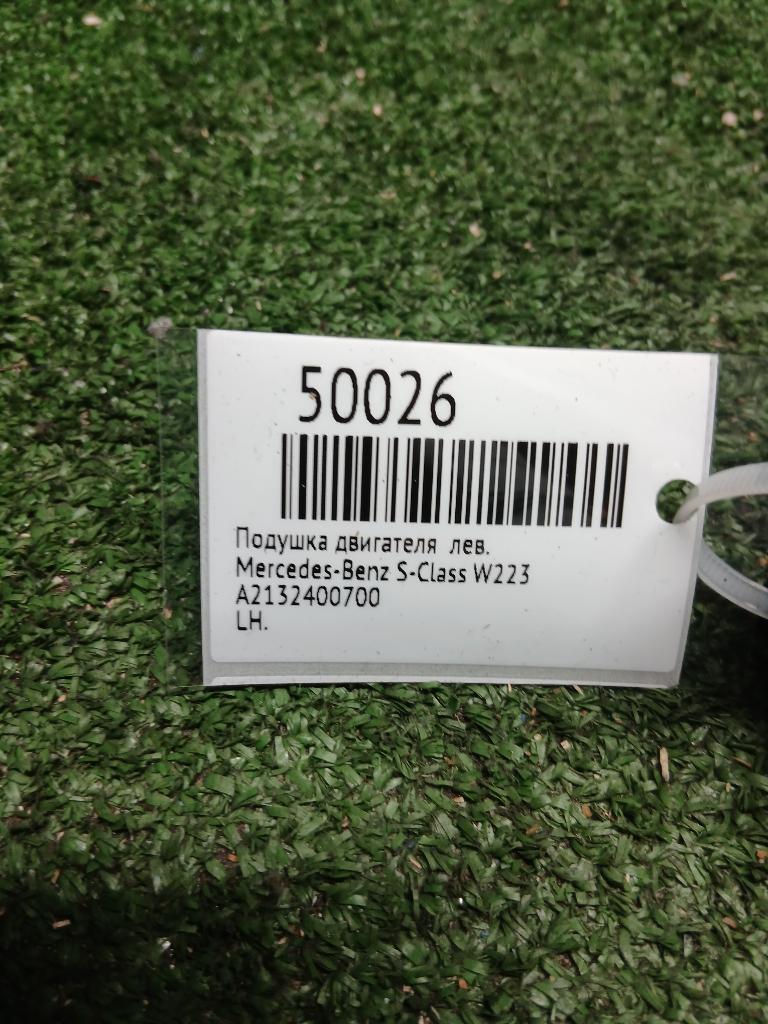 50026
Подушка двигателя лев.
Mercedes-Benz S-Class W223
A2132400700
LH.